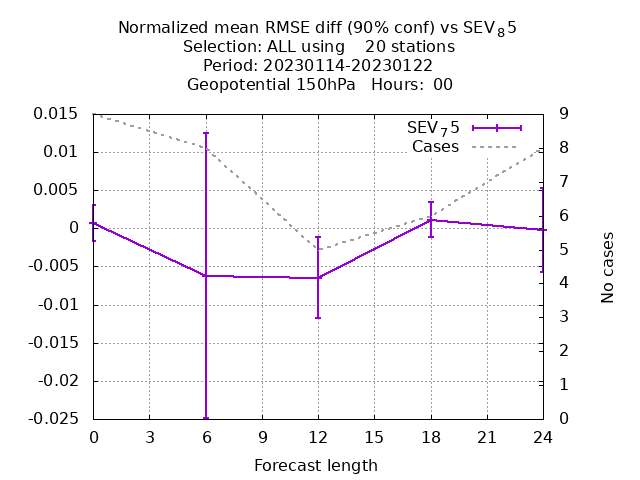 Normalized mean RMSE diff (90% conf) vs SEV₈5
Selection: ALL using    20 stations
Period: 20230114-20230122
Geopotential 150hPa   Hours:  00
SEV₇5
Cases
0.015
0.01
0.005
0
-0.005
-0.01
-0.015
-0.02
-0.025
9
8
7
6
5
4
3
2
1
0
No cases
0 3 6 9 12 15 18 21 24
Forecast length